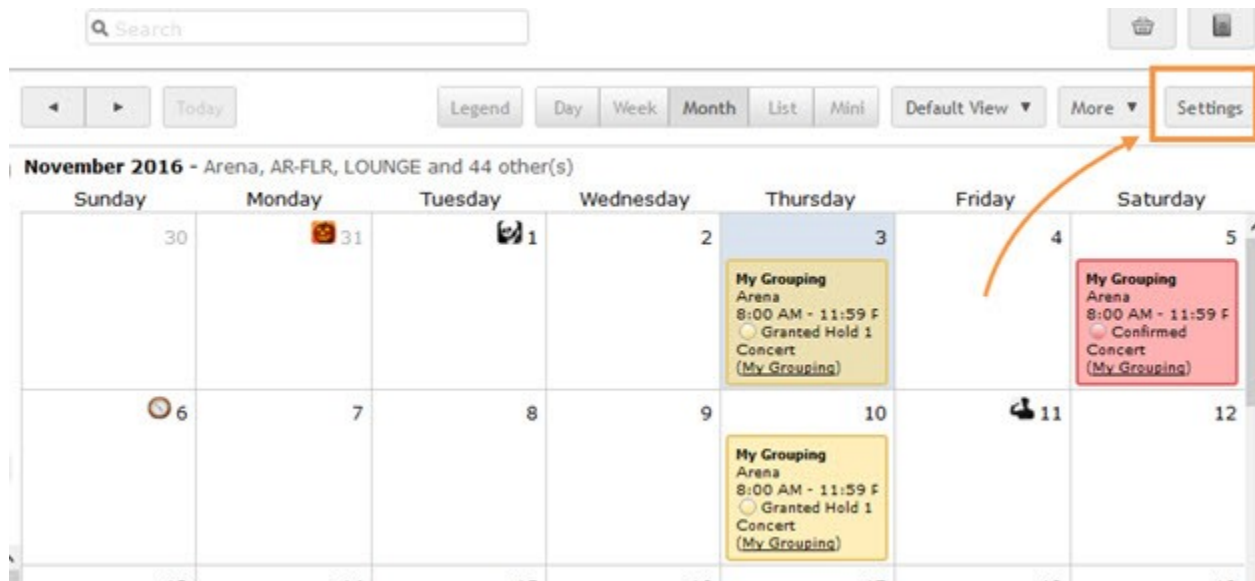 Search
Today
Legend
Day Week Month List Mini
Default View
More
Settings
November 2016 - Arena, AR-FLR, LOUNGE and 44 other(s)
Sunday Monday Tuesday Wednesday Thursday Friday Saturday
30 31 1 2 3 4 5
My Grouping
Arena
8:00 AM - 11:59
Granted Hold 1
Concert
(My Grouping)
My Grouping
Arena
8:00 AM - 11:59
Confirmed
Concert
(My Grouping)
6 7 8 9 10 11 12
My Grouping
Arena
8:00 AM - 11:59
Granted Hold 1
Concert
(My Grouping)